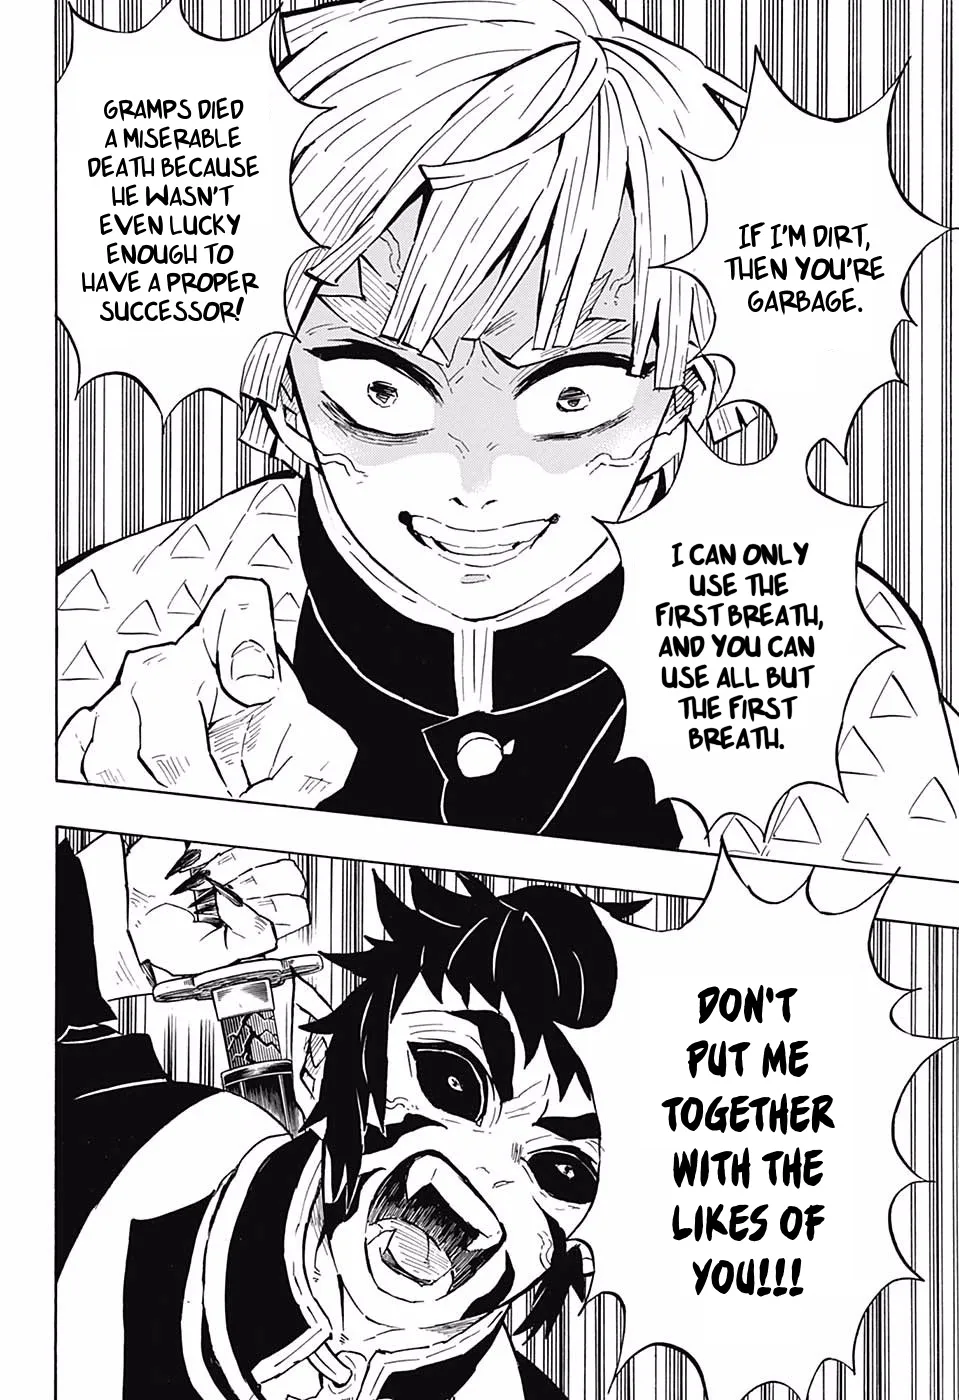 IF I'M DIRT,
THEN YOU'RE
GARBAGE.
I CAN ONLY
USE THE
FIRST BREATH,
AND YOU CAN
USE ALL BUT
THE FIRST
BREATH.
GRAMPS DIED
A MISERABLE
DEATH BECAUSE
HE WASN'T
EVEN LUCKY
ENOUGH TO
HAVE A PROPER
SUCCESSOR!
DON'T
PUT ME
TOGETHER
WITH THE
LIKES OF
YOU!!!